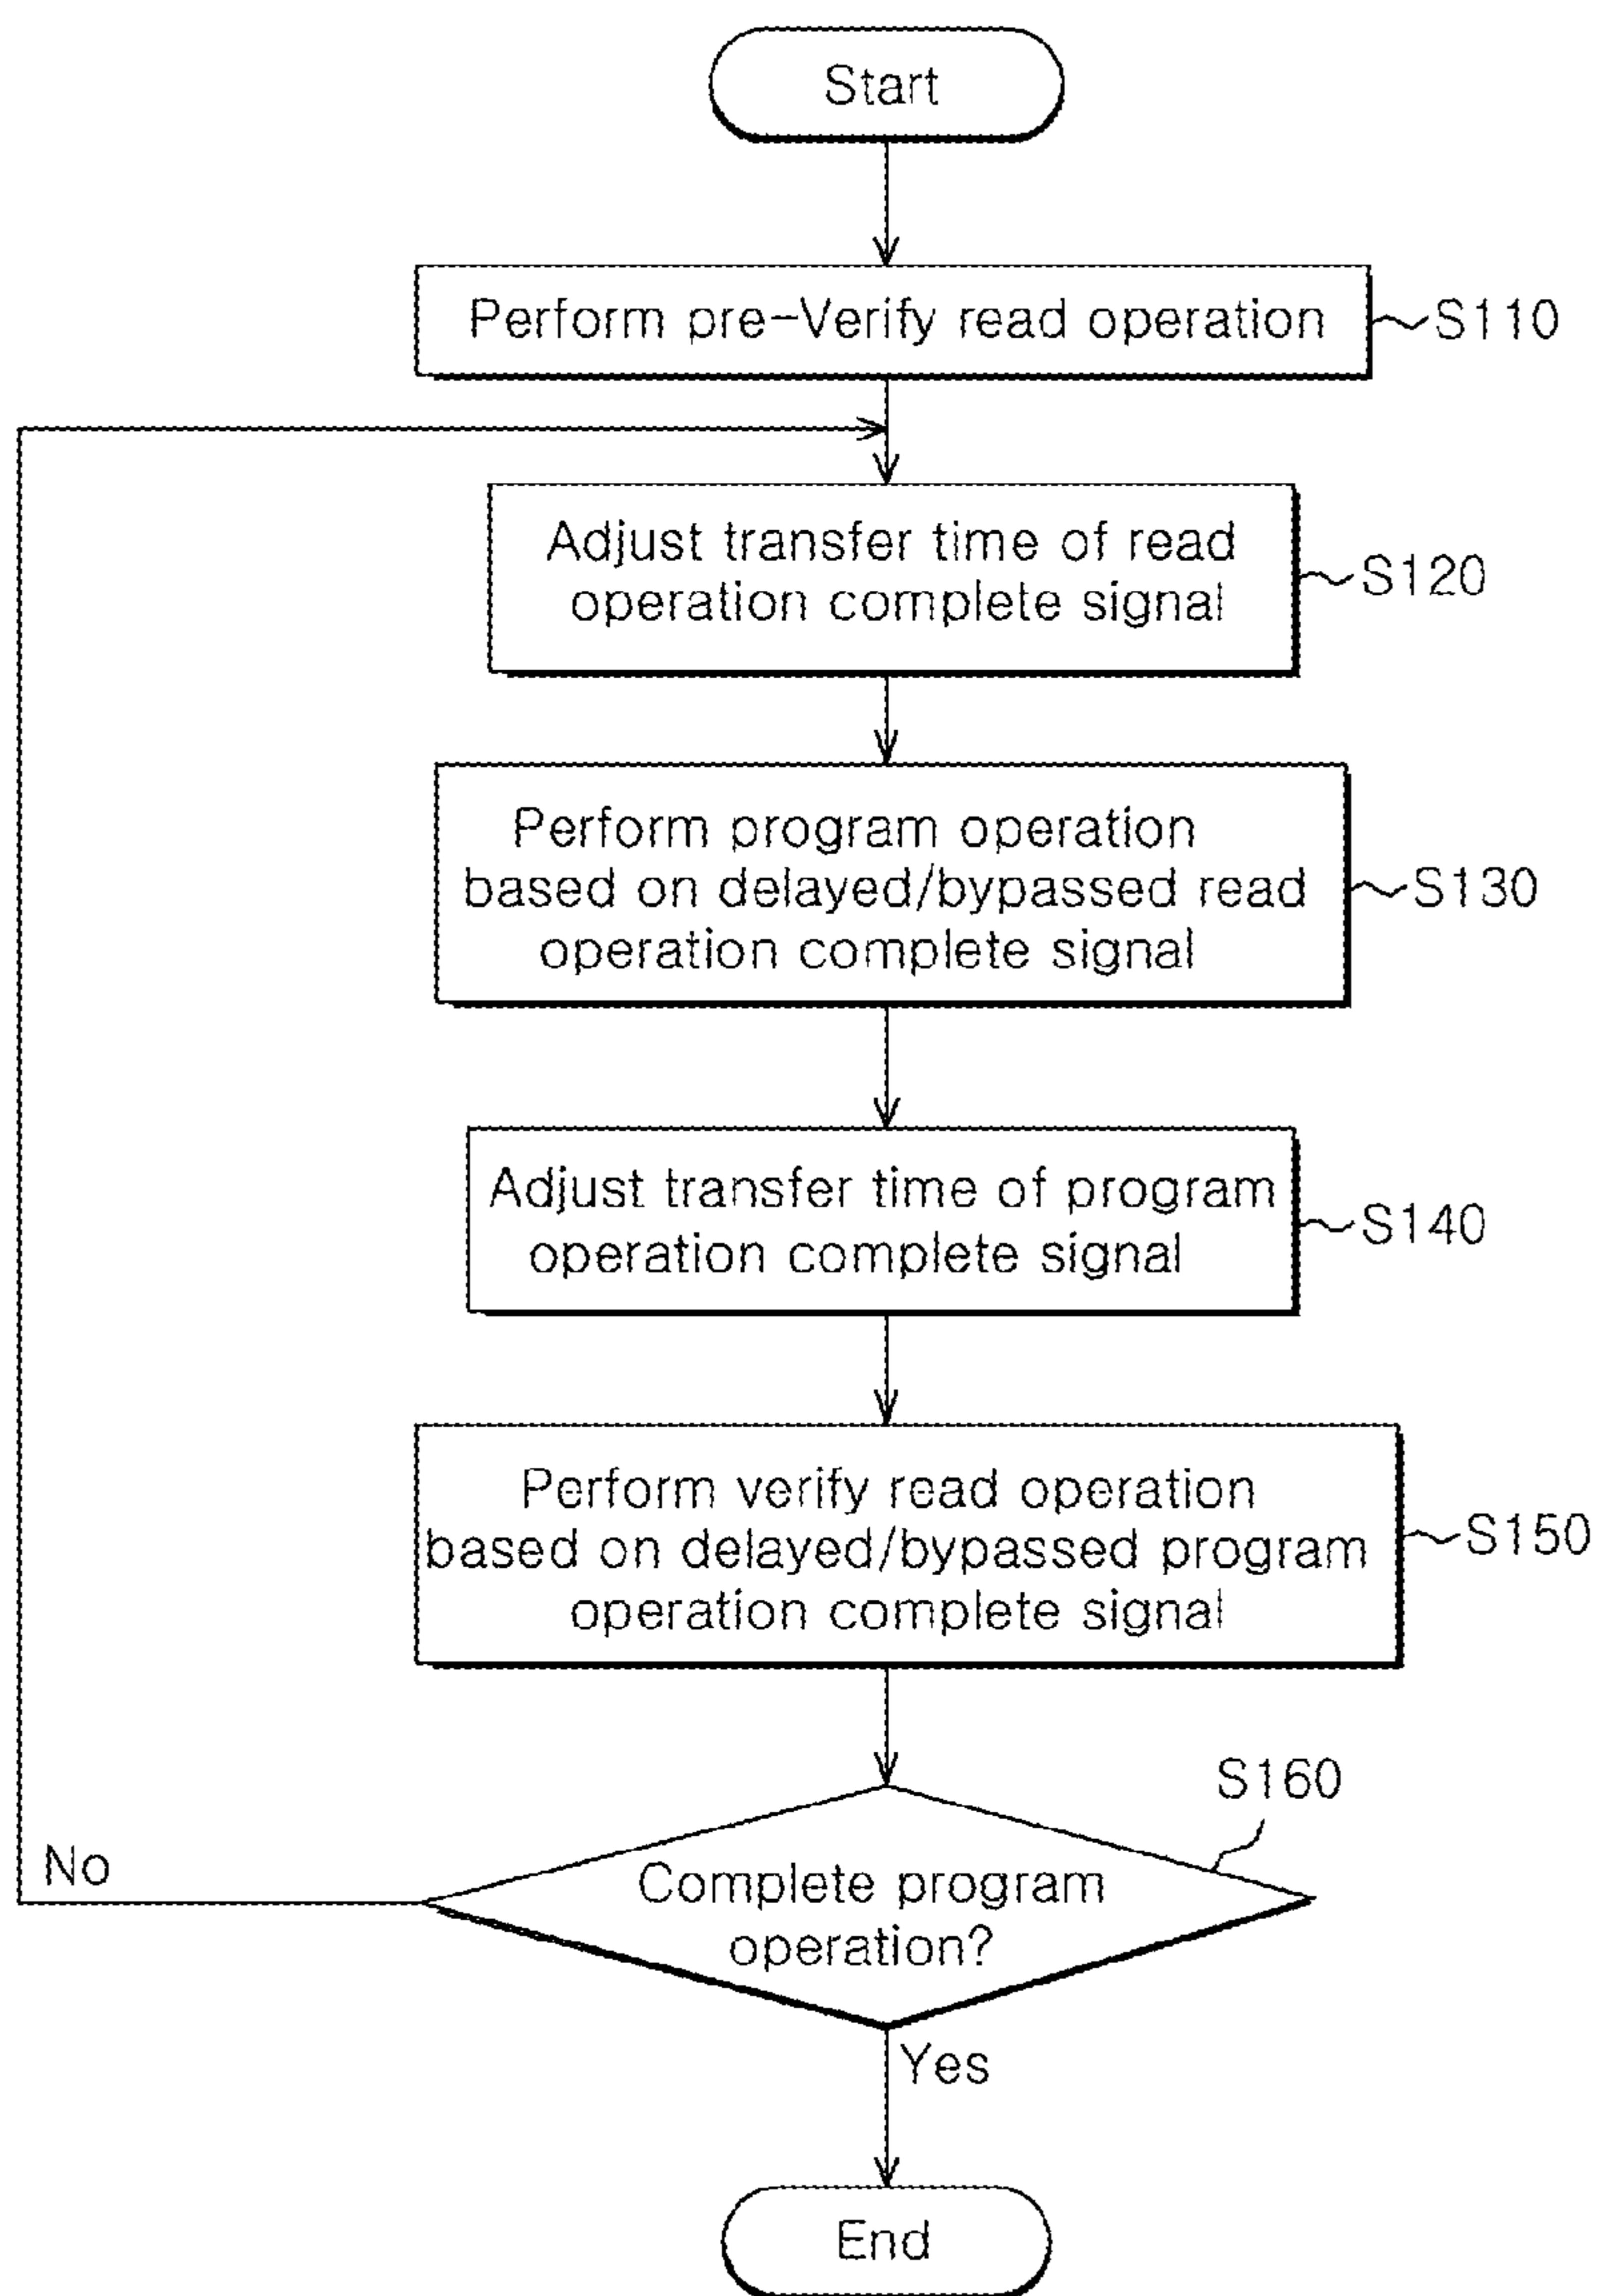 Start
Perform pre-Verify read operation
S110
Adjust transfer time of read
operation complete signal
S120
Perform program operation
based on delayed/bypassed read
operation complete signal
S130
Adjust transfer time of program
operation complete signal
S140
Perform verify read operation
based on delayed/bypassed program
operation complete signal
S150
S160
Complete program
operation?
No
Yes
End